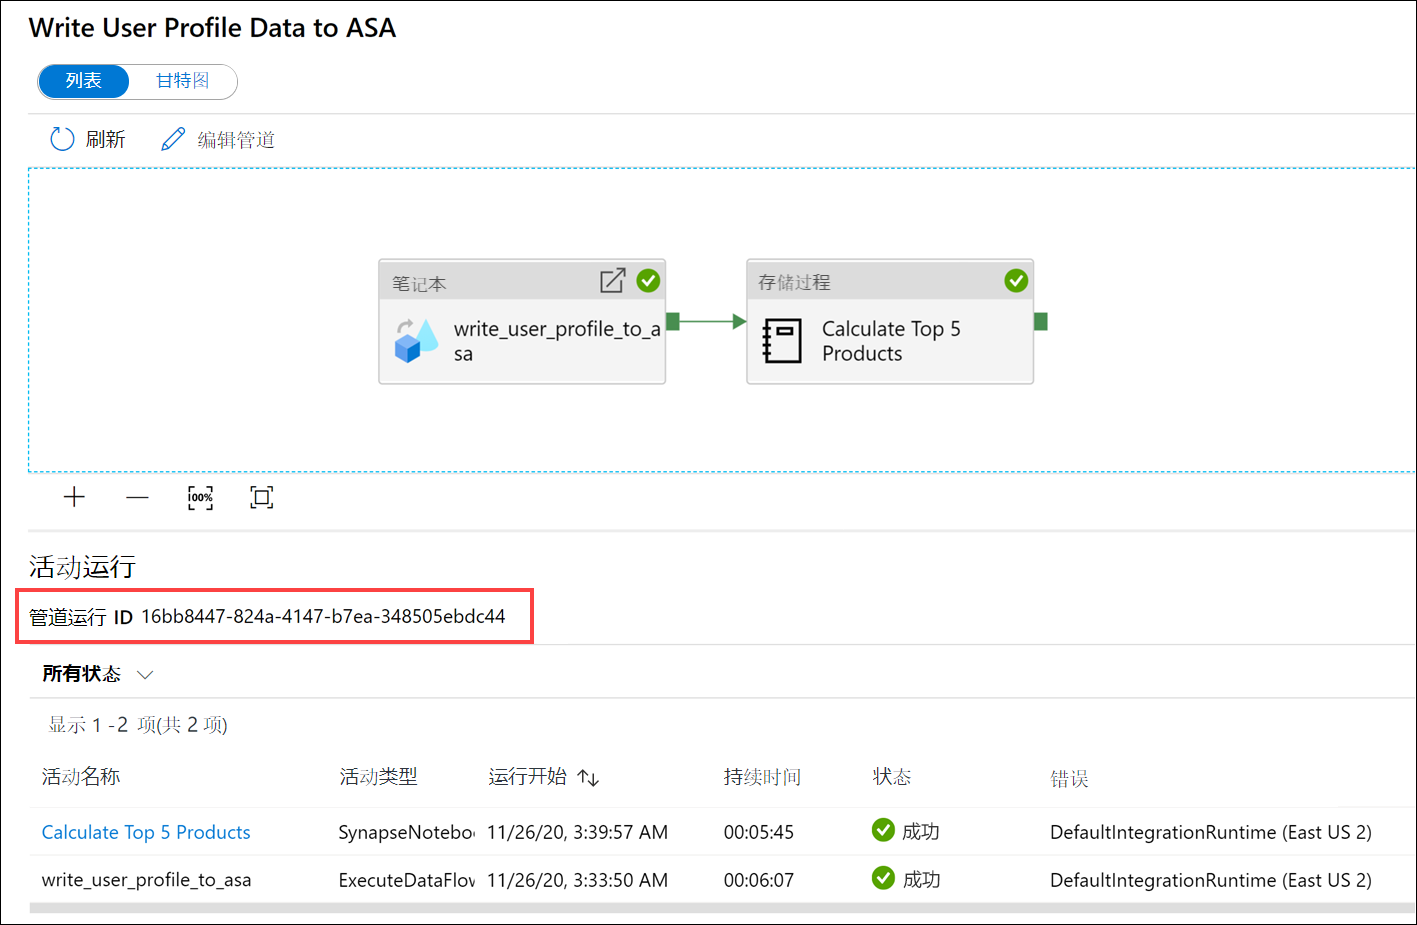 Write User Profile Data to ASA
列表 甘特图
刷新 编辑管道
笔记本
write_user_profile_to_a
sa
存储过程
Calculate Top 5
Products
100%
活动运行
管道运行 ID 16bb8447-824a-4147-b7ea-348505ebdc44
所有状态
显示 1 -2 项(共 2 项)
活动名称 活动类型 运行开始 持续时间 状态 错误
Calculate Top 5 Products SynapseNoteboo 11/26/20, 3:39:57 AM 00:05:45 成功 DefaultIntegrationRuntime (East US 2)
write_user_profile_to_asa ExecuteDataFlow 11/26/20, 3:33:50 AM 00:06:07 成功 DefaultIntegrationRuntime (East US 2)